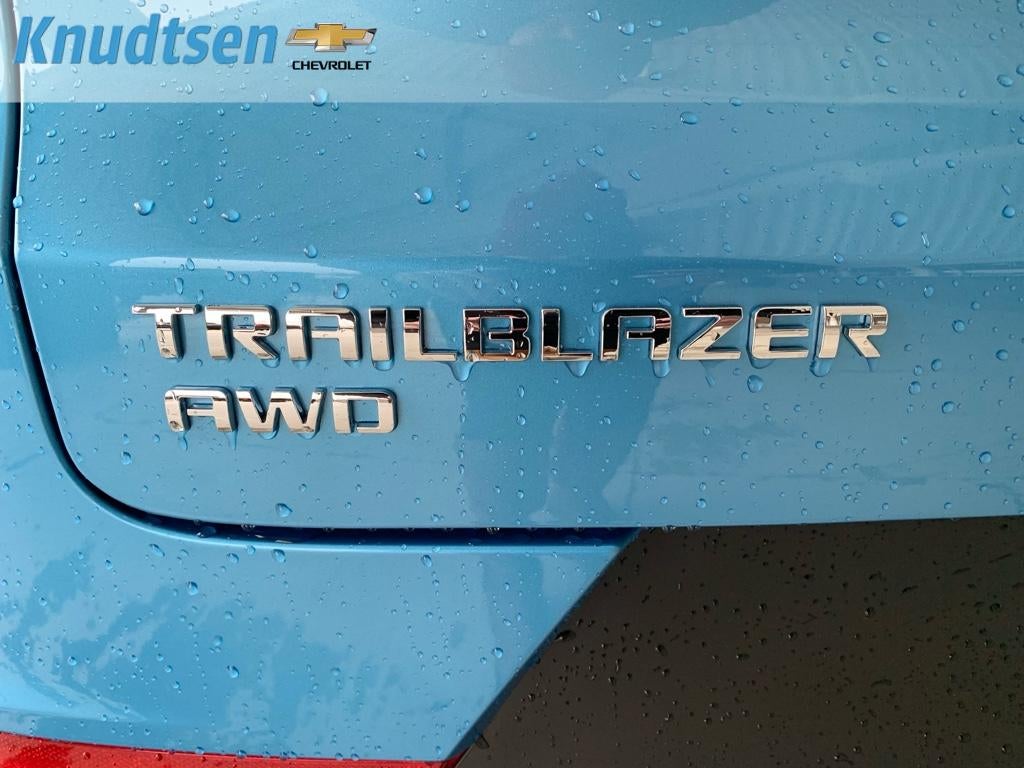 Knudtsen
CHEVROLET
TRAILBLAZER
AWD